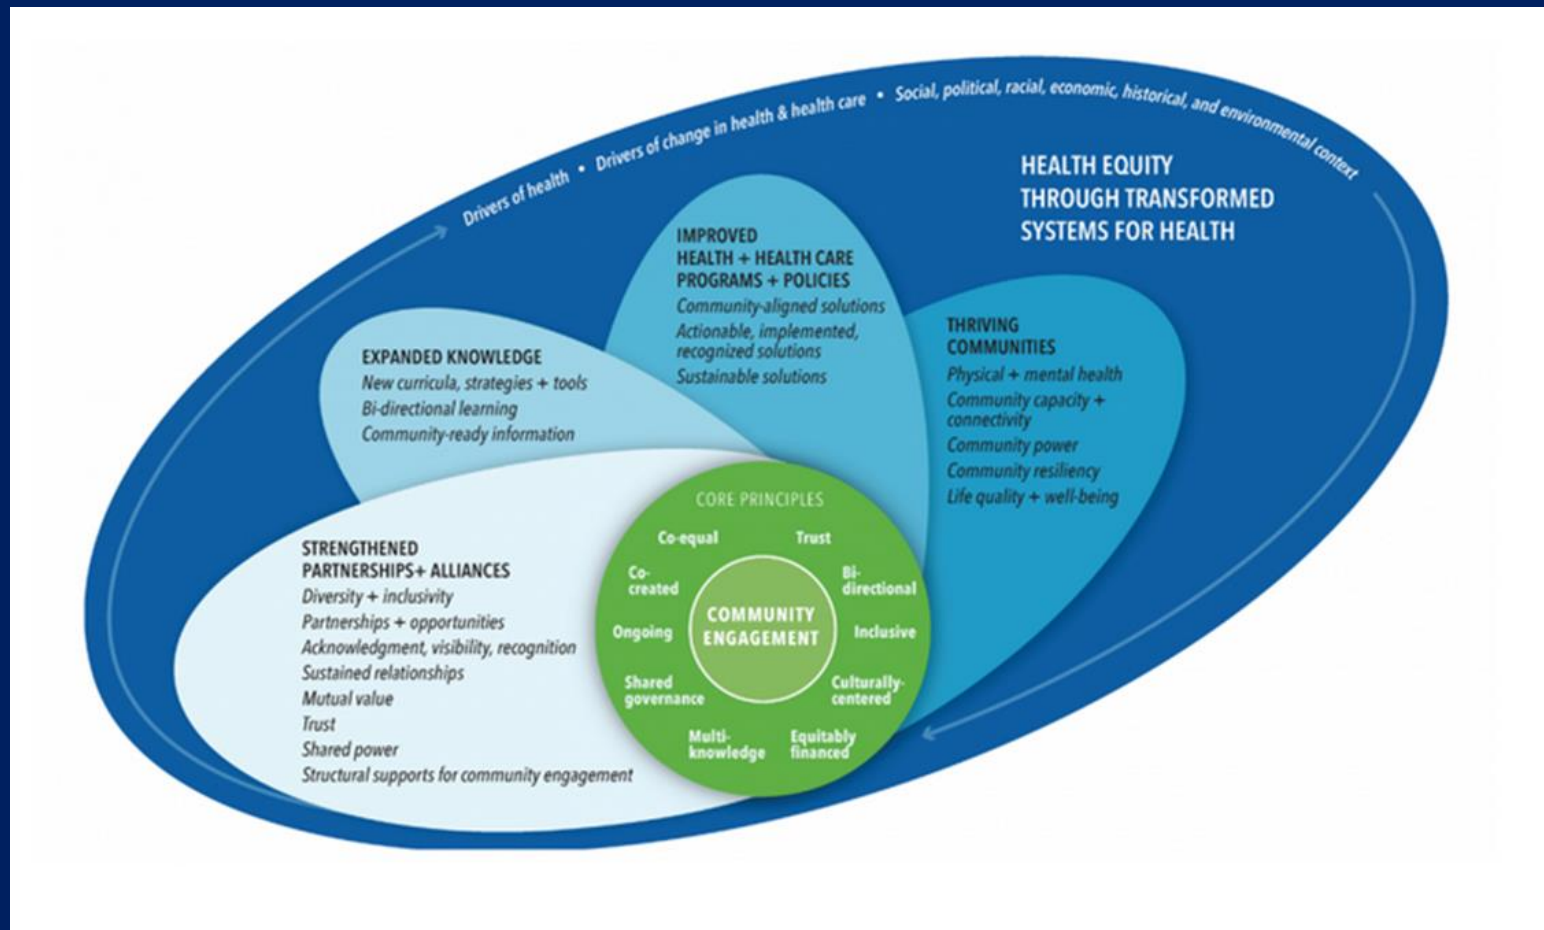 Drivers of health • Drivers of change in health & health care • Social, political, racial, economic, historical, and environmental context
HEALTH EQUITY
THROUGH TRANSFORMED
SYSTEMS FOR HEALTH
IMPROVED
HEALTH + HEALTH CARE
PROGRAMS + POLICIES
Community-aligned solutions
Actionable, implemented,
recognized solutions
Sustainable solutions
THRIVING
COMMUNITIES
Physical + mental health
Community capacity +
connectivity
Community power
Community resiliency
Life quality + well-being
EXPANDED KNOWLEDGE
New curricula, strategies + tools
Bi-directional learning
Community-ready information
STRENGTHENED
PARTNERSHIPS+ ALLIANCES
Diversity + inclusivity
Partnerships + opportunities
Acknowledgment, visibility, recognition
Sustained relationships
Mutual value
Trust
Shared power
Structural supports for community engagement
CORE PRINCIPLES
Co-equal
Trust
Co-
created
Bi-
directional
Ongoing
COMMUNITY
ENGAGEMENT
Inclusive
Shared
governance
Culturally-
centered
Multi-
knowledge
Equitably
financed